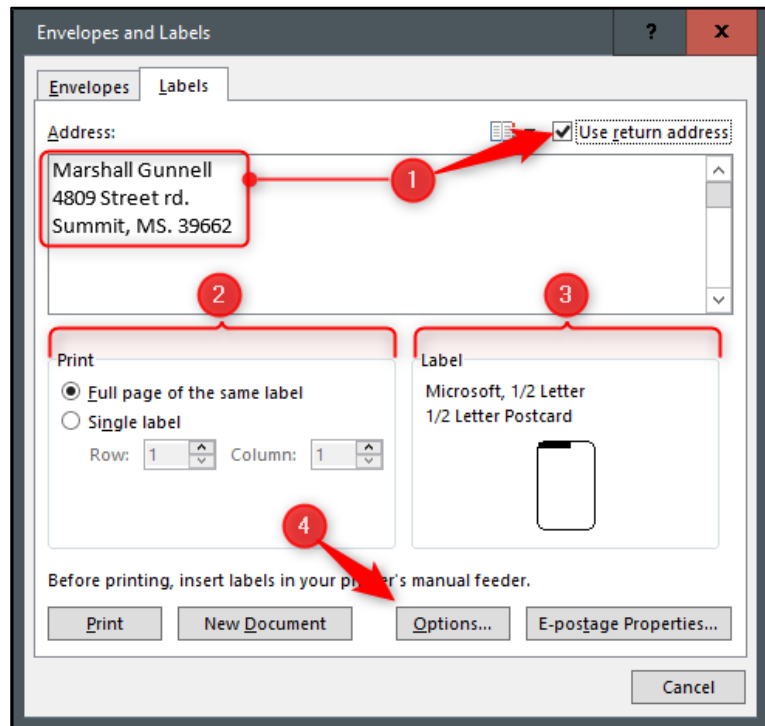 Envelopes and Labels ? x
Envelopes Labels
Address: Use return address
Marshall Gunnell
4809 Street rd.
Summit, MS. 39662
1
2 3
Print Label
Full page of the same label Microsoft, 1/2 Letter
Single label 1/2 Letter Postcard
Row: 1 Column: 1
4
Before printing, insert labels in your printer's manual feeder.
Print New Document Options... E-postage Properties...
Cancel